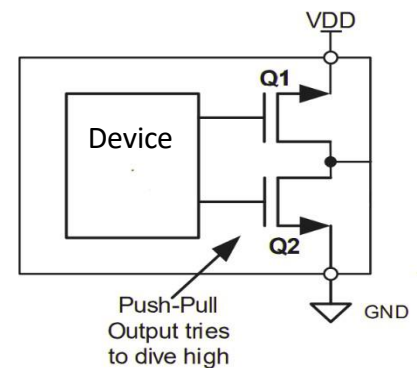 VDD
Q1
Device
Q2
Push-Pull
Output tries
to dive high
GND